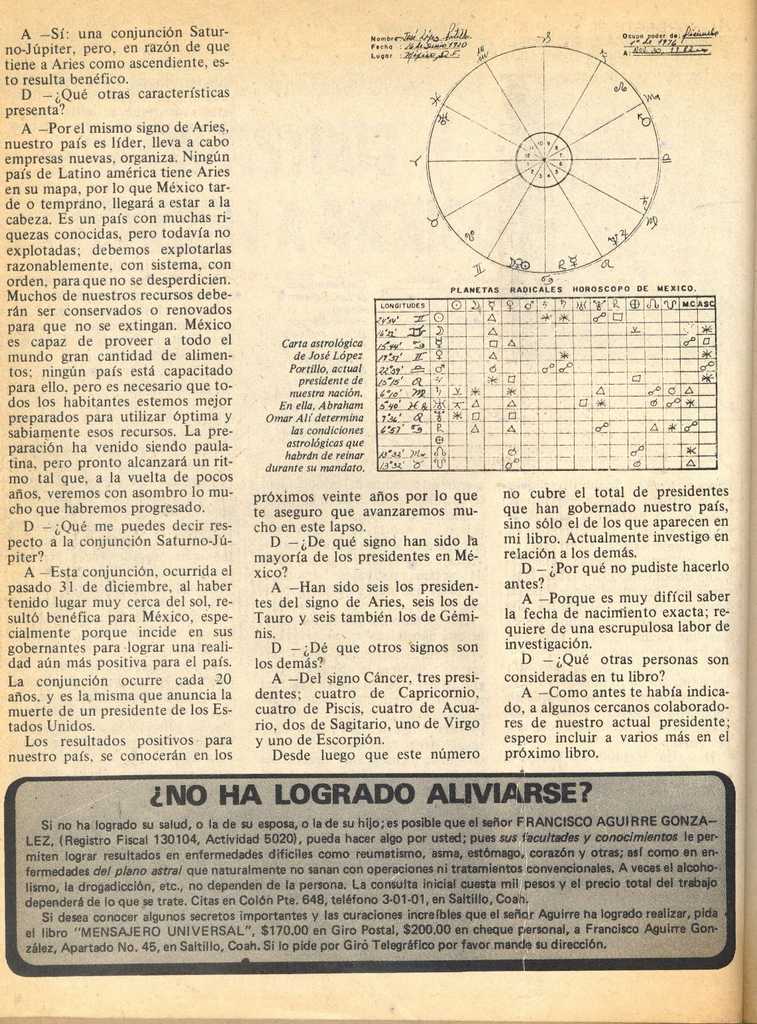 A —Sí: una conjunción Satur-
no-Júpiter, pero, en razón de que
tiene a Aries como ascendiente, es-
to resulta benéfico.
D —¿Qué otras características
presenta?
A —Por el mismo signo de Aries,
nuestro país es líder, lleva a cabo
empresas nuevas, organiza. Ningún
país de Latino américa tiene Aries
en su mapa, por lo que México tar-
de o temprano, llegará a estar a la
cabeza. Es un país con muchas ri-
quezas conocidas, pero todavía no
explotadas; debemos explotarlas
razonablemente, con sistema, con
orden, para que no se desperdicien.
Muchos de nuestros recursos debe-
rán ser conservados o renovados
para que no se extingan. México
es capaz de proveer a todo el
mundo gran cantidad de alimen-
tos; ningún país está capacitado
para ello, pero es necesario que to-
dos los habitantes estemos mejor
preparados para utilizar óptima y
sabiamente esos recursos. La pre-
paración ha venido siendo paula-
tina, pero pronto alcanzará un rit-
mo tal que, a la vuelta de pocos
años, veremos con asombro lo mu-
cho que habremos progresado.
D —¿Qué me puedes decir res-
pecto a la conjunción Saturno-Jú-
piter?
A —Esta conjunción, ocurrida el
pasado 31 de diciembre, al haber
tenido lugar muy cerca del sol, re-
sultó benéfica para México, espe-
cialmente porque incide en sus
gobernantes para lograr una reali-
dad aún más positiva para el país.
La conjunción ocurre cada 20
años, y es la misma que anuncia la
muerte de un presidente de los Es-
tados Unidos.
Los resultados positivos para
nuestro país, se conocerán en los
Nombre: José López Portillo
Fecha : 16 de Junio 1920
Lugar : México, D.F.
Ocupo poder de: Diciembre
1º de 1976
A:
PLANETAS RADICALES HOROSCOPO DE MEXICO.
LONGITUDES
MC ASC
Carta astrológica
de José López
Portillo, actual
presidente de
nuestra nación.
En ella, Abraham
Omar Alí determina
las condiciones
astrológicas que
habrán de reinar
durante su mandato.
próximos veinte años por lo que
te aseguro que avanzaremos mu-
cho en este lapso.
D —¿De qué signo han sido la
mayoría de los presidentes en Mé-
xico?
A —Han sido seis los presiden-
tes del signo de Aries, seis los de
Tauro y seis también los de Gémi-
nis.
D —¿Dé que otros signos son
los demás?
A —Del signo Cáncer, tres presi-
dentes; cuatro de Capricornio,
cuatro de Piscis, cuatro de Acua-
rio, dos de Sagitario, uno de Virgo
y uno de Escorpión.
Desde luego que este número
no cubre el total de presidentes
que han gobernado nuestro país,
sino sólo el de los que aparecen en
mi libro. Actualmente investigo en
relación a los demás.
D —¿Por qué no pudiste hacerlo
antes?
A —Porque es muy difícil saber
la fecha de nacimiento exacta; re-
quiere de una escrupulosa labor de
investigación.
D —¿Qué otras personas son
consideradas en tu libro?
A —Como antes te había indica-
do, a algunos cercanos colaborado-
res de nuestro actual presidente;
espero incluir a varios más en el
próximo libro.
¿NO HA LOGRADO ALIVIARSE?
Si no ha logrado su salud, o la de su esposa, o la de su hijo; es posible que el señor FRANCISCO AGUIRRE GONZA-
LEZ, (Registro Fiscal 130104, Actividad 5020), pueda hacer algo por usted; pues sus facultades y conocimientos le per-
miten lograr resultados en enfermedades difíciles como reumatismo, asma, estómago, corazón y otras; así como en en-
fermedades del plano astral que naturalmente no sanan con operaciones ni tratamientos convencionales. A veces el alcoho-
lismo, la drogadicción, etc., no dependen de la persona. La consulta inicial cuesta mil pesos y el precio total del trabajo
dependerá de lo que se trate. Citas en Colón Pte. 648, teléfono 3-01-01, en Saltillo, Coah.
Si desea conocer algunos secretos importantes y las curaciones increíbles que el señor Aguirre ha logrado realizar, pida
el libro "MENSAJERO UNIVERSAL", $170.00 en Giro Postal, $200.00 en cheque personal, a Francisco Aguirre Gon-
zález, Apartado No. 45, en Saltillo, Coah. Si lo pide por Giro Telegráfico por favor mande su dirección.